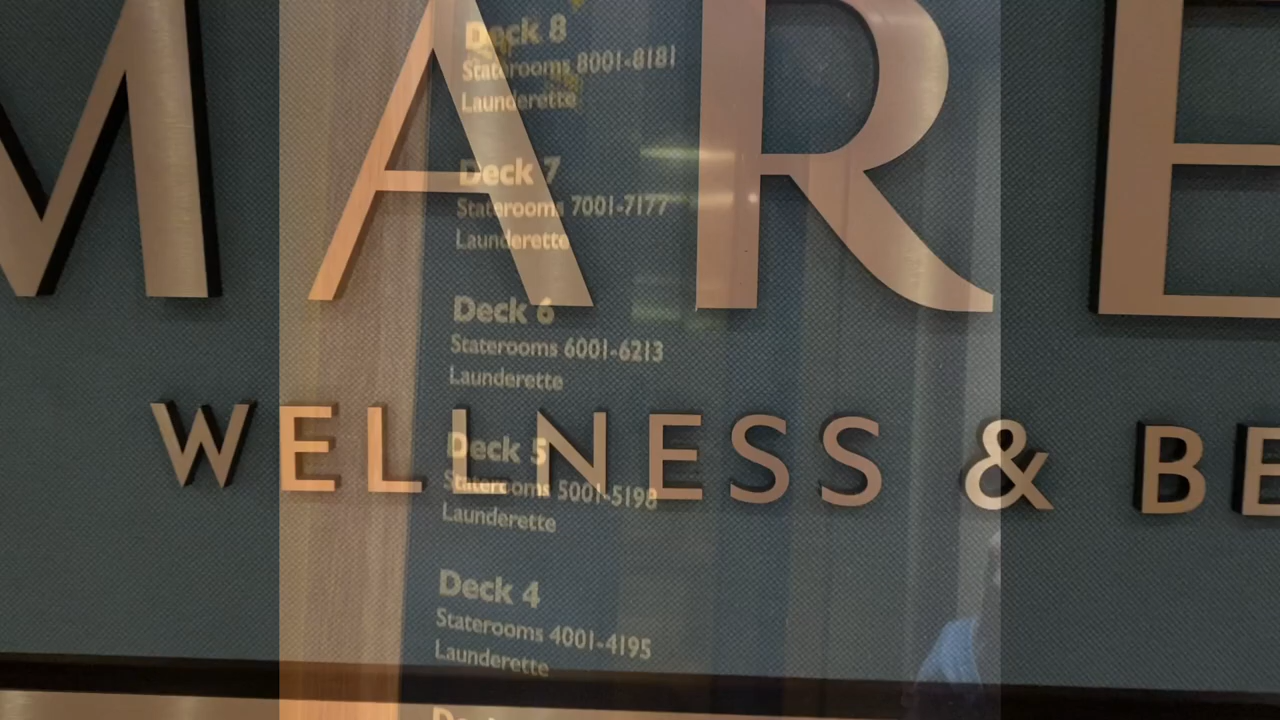 MARE
WELLNESS & BE
Deck 8
Staterooms 8001-8181
Launderette
Deck 7
Staterooms 7001-7177
Launderette
Deck 6
Staterooms 6001-6213
Launderette
Deck 5
Staterooms 5001-5198
Launderette
Deck 4
Staterooms 4001-4195
Launderette